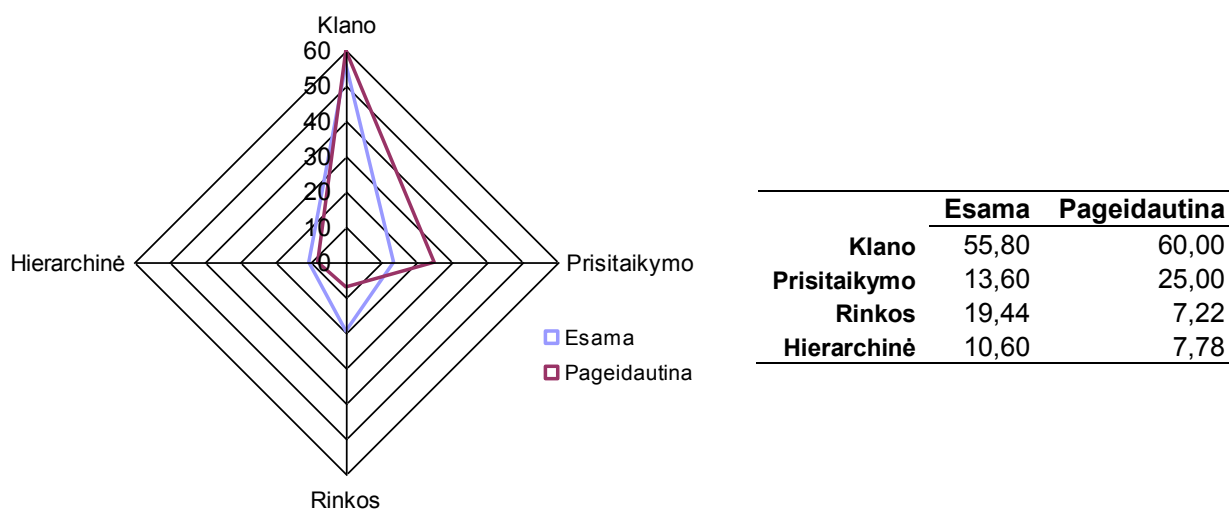 Klano
60
50
40
30
20
10
0
Hierarchinė
Prisitaikymo
Rinkos
Esama
Pageidautina
Esama Pageidautina
Klano 55,80 60,00
Prisitaikymo 13,60 25,00
Rinkos 19,44 7,22
Hierarchinė 10,60 7,78